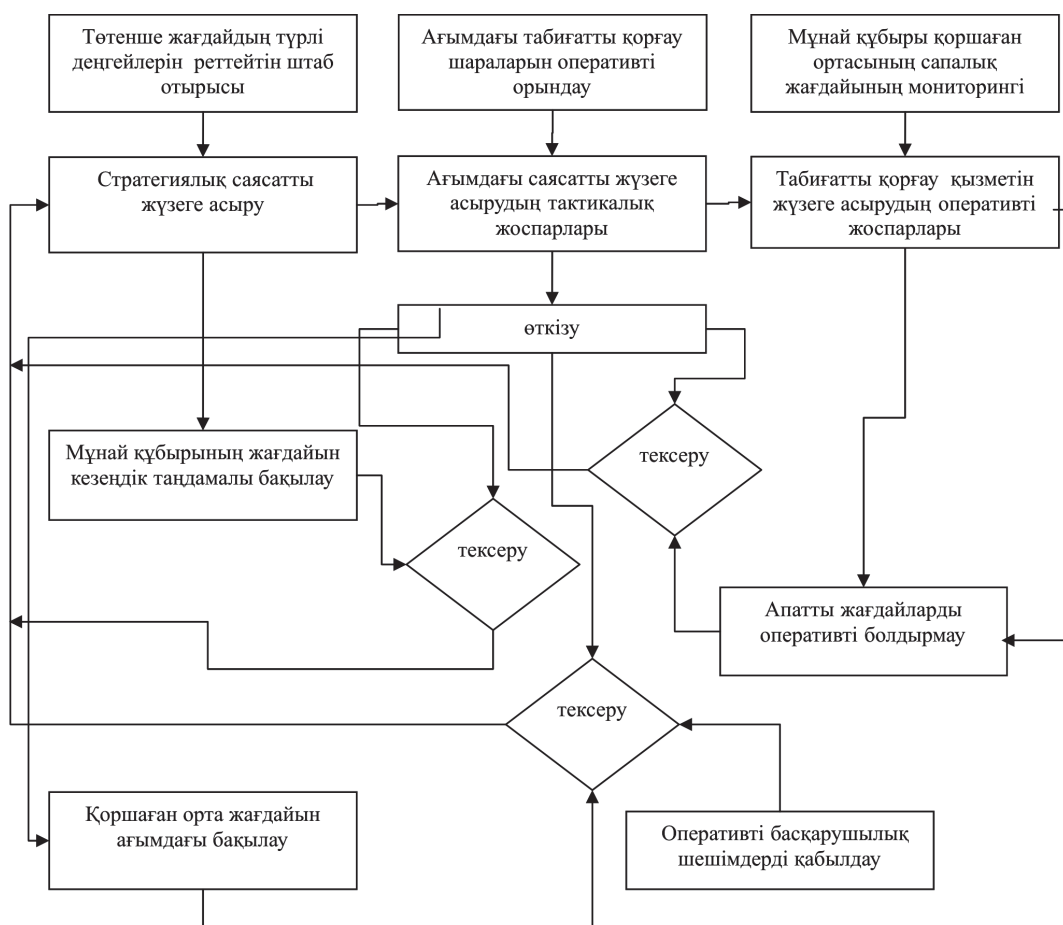 Төтенше жағдайдың түрлі
деңгейлерін реттейтін штаб
отырысы
Ағымдағы табиғатты қорғау
шараларын оперативті
орындау
Мұнай құбыры қоршаған
ортасының сапалық
жағдайының мониторингі
Стратегиялық саясатты
жүзеге асыру
Ағымдағы саясатты жүзеге
асырудың тактикалық
жоспарлары
Табиғатты қорғау қызметін
жүзеге асырудың оперативті
жоспарлары
өткізу
Мұнай құбырының жағдайын
кезеңдік таңдамалы бақылау
тексеру
тексеру
Апатты жағдайларды
оперативті болдырмау
тексеру
Қоршаған орта жағдайын
ағымдағы бақылау
Оперативті басқарушылық
шешімдерді қабылдау